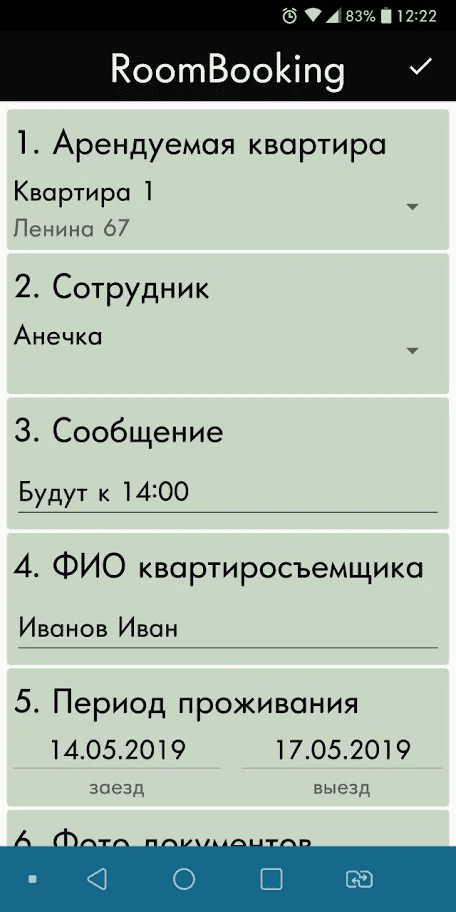 83% 12:22
RoomBooking
1. Арендуемая квартира
Квартира 1
Ленина 67
2. Сотрудник
Анечка
3. Сообщение
Будут к 14:00
4. ФИО квартиросъемщика
Иванов Иван
5. Период проживания
14.05.2019 17.05.2019
заезд выезд
6. Фото документов